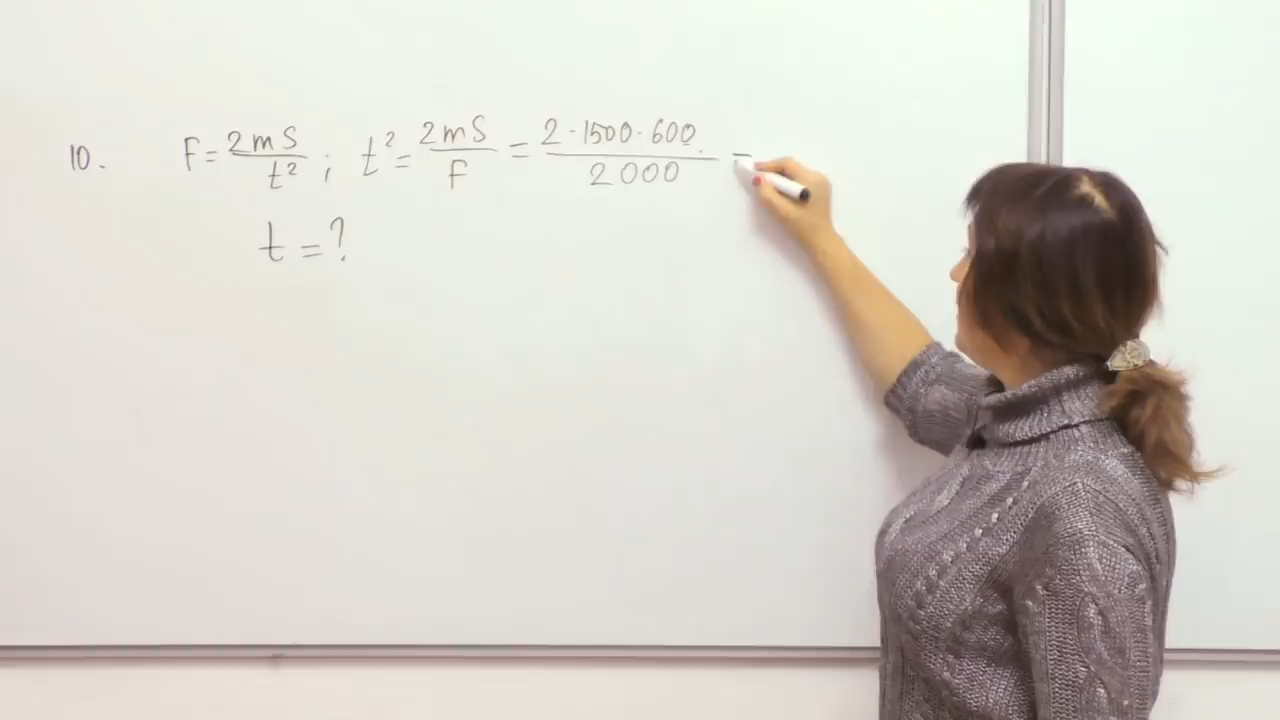 10. F = 2mS / t² ; t² = 2mS / F = 2 · 1500 · 600 / 2000 =
t = ?